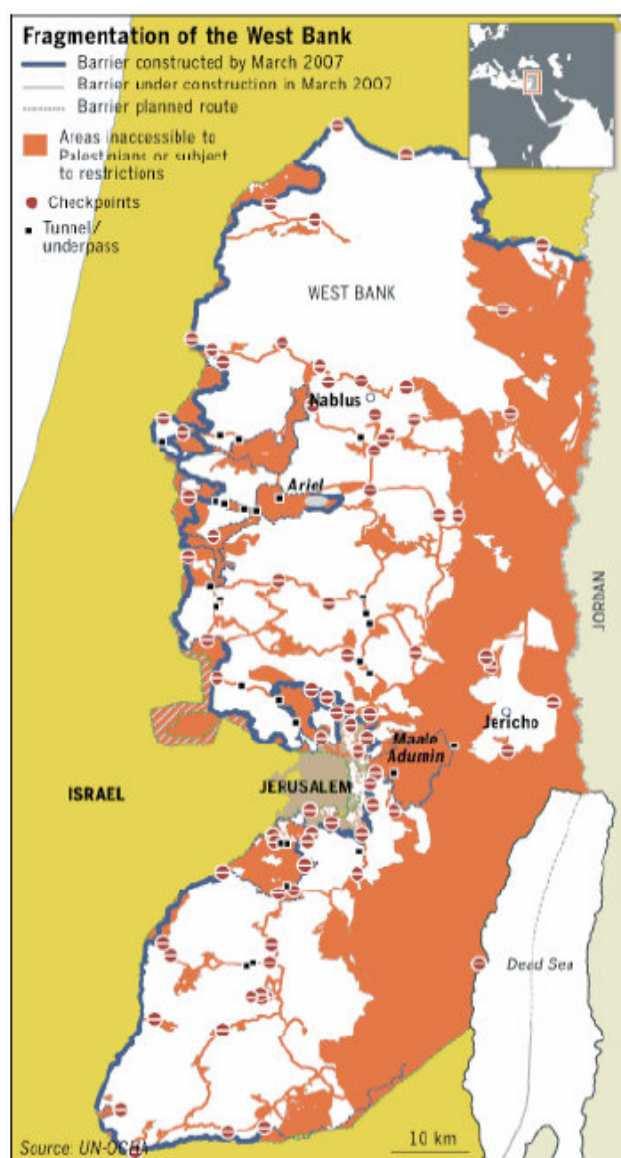 Fragmentation of the West Bank
Barrier constructed by March 2007
Barrier under construction in March 2007
Barrier planned route
Areas inaccessible to
Palestinians or subject
to restrictions
Checkpoints
Tunnel/
underpass
WEST BANK
Nablus
Ariel
JORDAN
Jericho
Maale
Adumin
ISRAEL
JERUSALEM
Dead Sea
10 km
Source: UN-OCHA